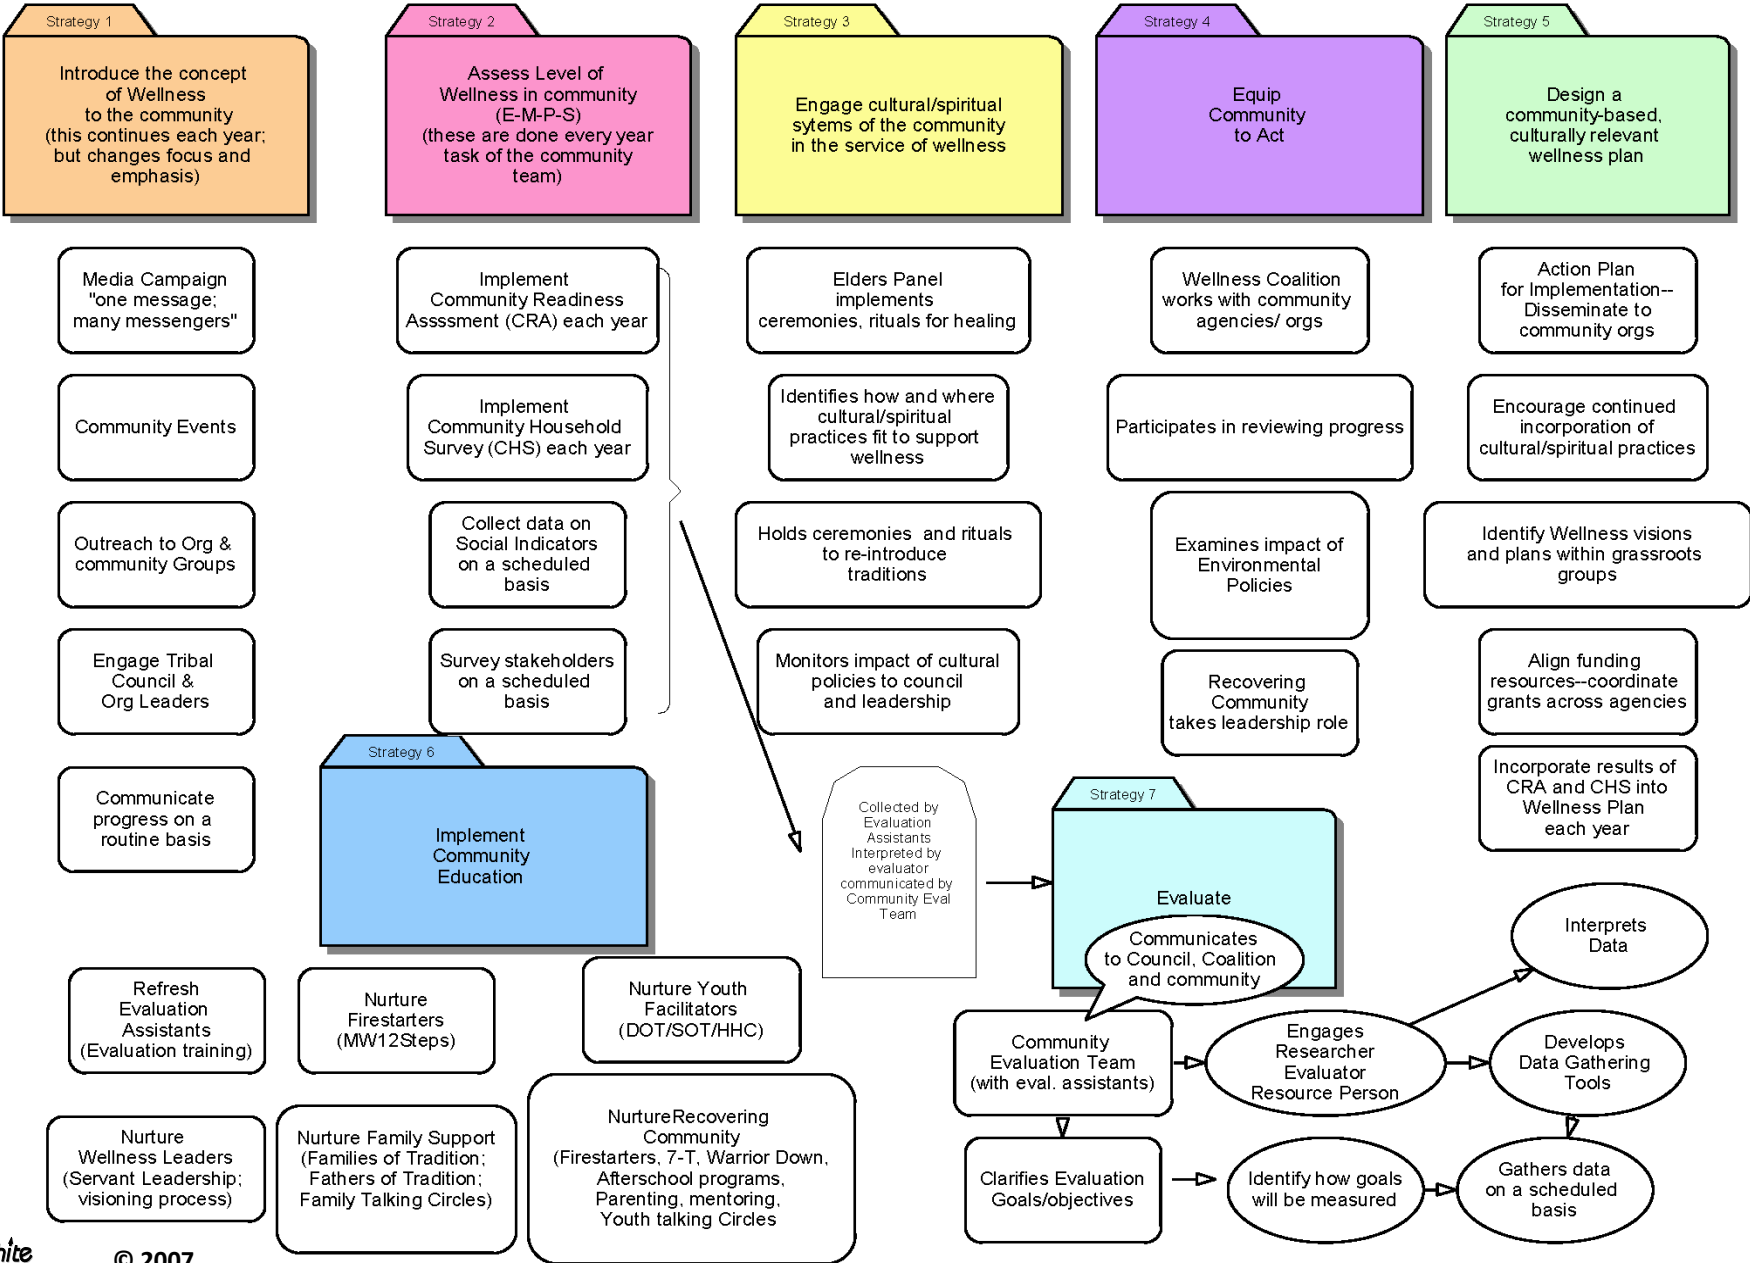 Strategy 1
Introduce the concept
of Wellness
to the community
(this continues each year;
but changes focus and
emphasis)
Media Campaign
"one message;
many messengers"
Community Events
Outreach to Org &
community Groups
Engage Tribal
Council &
Org Leaders
Communicate
progress on a
routine basis
Strategy 2
Assess Level of
Wellness in community
(E-M-P-S)
(these are done every year
task of the community
team)
Implement
Community Readiness
Asssment (CRA) each year
Implement
Community Household
Survey (CHS) each year
Collect data on
Social Indicators
on a scheduled
basis
Survey stakeholders
on a scheduled
basis
Strategy 3
Engage cultural/spiritual
sytems of the community
in the service of wellness
Elders Panel
implements
ceremonies, rituals for healing
Identifies how and where
cultural/spiritual
practices fit to support
wellness
Holds ceremonies and rituals
to re-introduce
traditions
Monitors impact of cultural
policies to council
and leadership
Strategy 4
Equip
Community
to Act
Wellness Coalition
works with community
agencies/ orgs
Participates in reviewing progress
Examines impact of
Environmental
Policies
Recovering
Community
takes leadership role
Strategy 5
Design a
community-based,
culturally relevant
wellness plan
Action Plan
for Implementation--
Disseminate to
community orgs
Encourage continued
incorporation of
cultural/spiritual practices
Identify Wellness visions
and plans within grassroots
groups
Align funding
resources--coordinate
grants across agencies
Incorporate results of
CRA and CHS into
Wellness Plan
each year
Strategy 6
Implement
Community
Education
Refresh
Evaluation
Assistants
(Evaluation training)
Nurture
Firestarters
(MW12Steps)
Nurture Youth
Facilitators
(DOT/SOT/HHC)
Nurture
Wellness Leaders
(Servant Leadership;
visioning process)
Nurture Family Support
(Families of Tradition;
Fathers of Tradition;
Family Talking Circles)
NurtureRecovering
Community
(Firestarters, 7-T, Warrior Down,
Afterschool programs,
Parenting, mentoring,
Youth talking Circles
Collected by
Evaluation
Assistants
Interpreted by
evaluator
communicated by
Community Eval
Team
Strategy 7
Evaluate
Communicates
to Council, Coalition
and community
Community
Evaluation Team
(with eval. assistants)
Engages
Researcher
Evaluator
Resource Person
Interprets
Data
Develops
Data Gathering
Tools
Clarifies Evaluation
Goals/objectives
Identify how goals
will be measured
Gathers data
on a scheduled
basis
© 2007